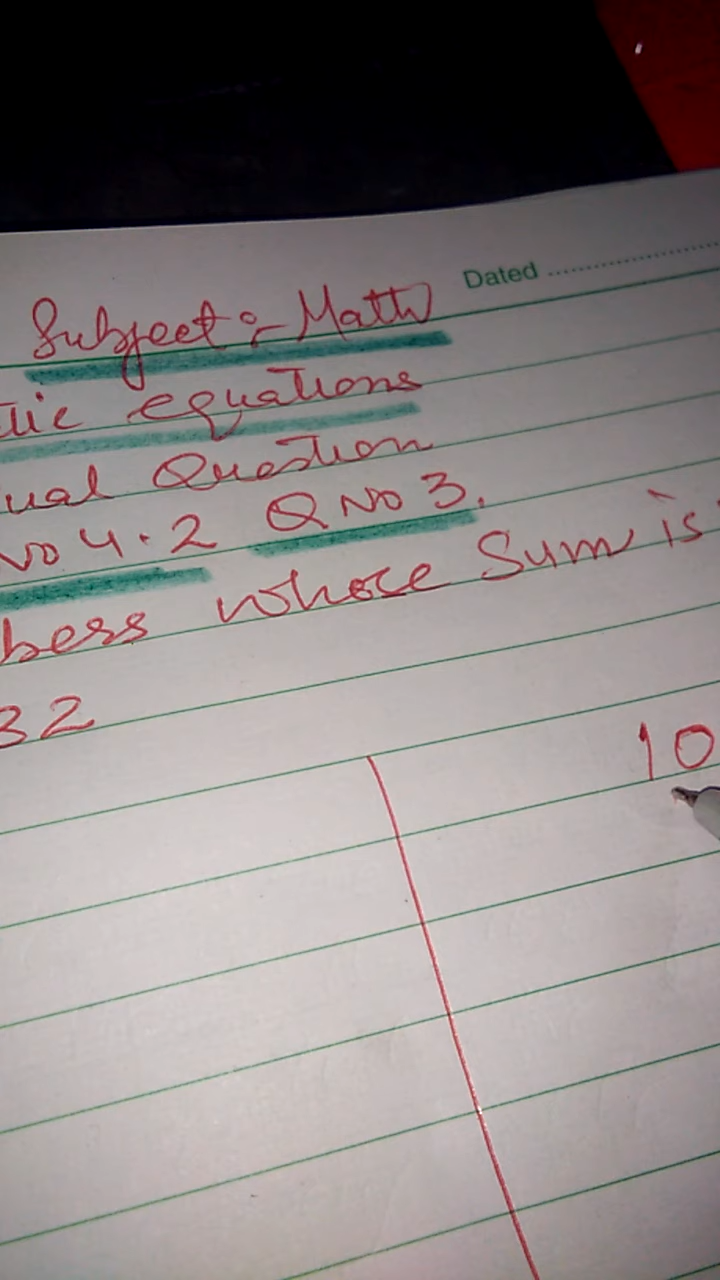 Dated
Subject:- Math
tic equations
ual Question
No 4.2 Q No 3.
bers whose Sum is
32
10